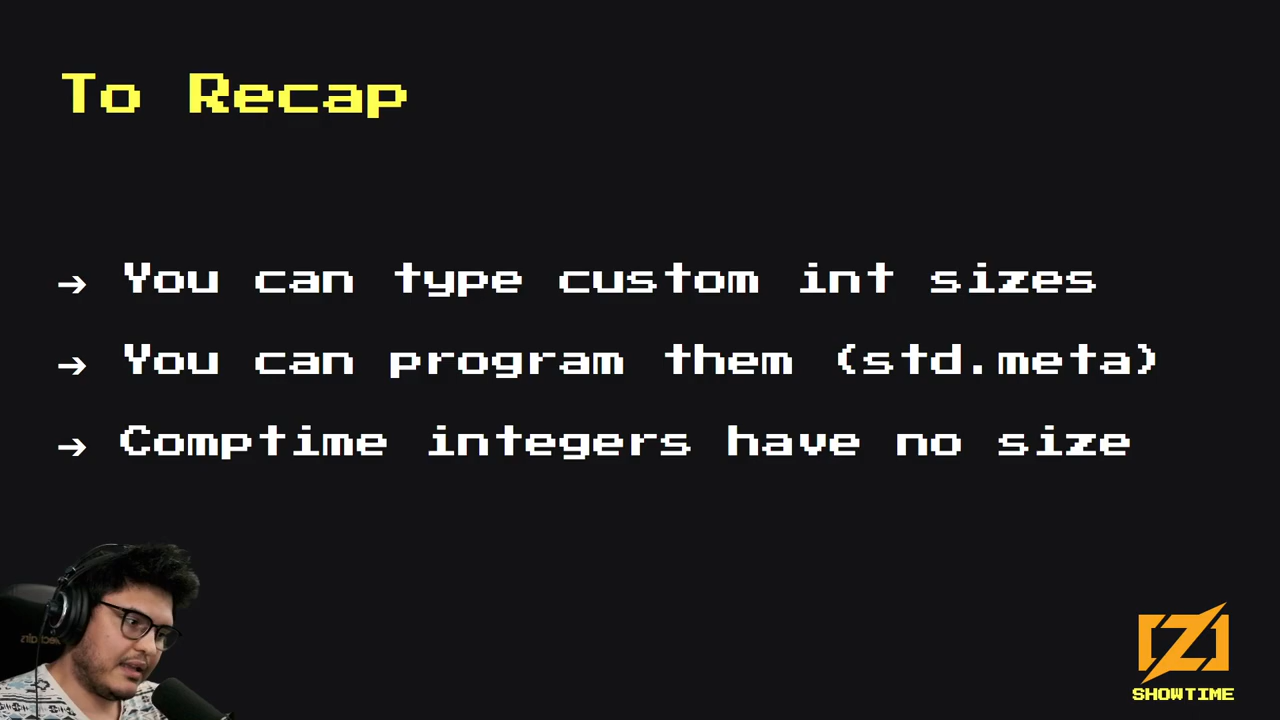 To Recap
→ You can type custom int sizes
→ You can program them (std.meta)
→ Comptime integers have no size
SHOWTIME